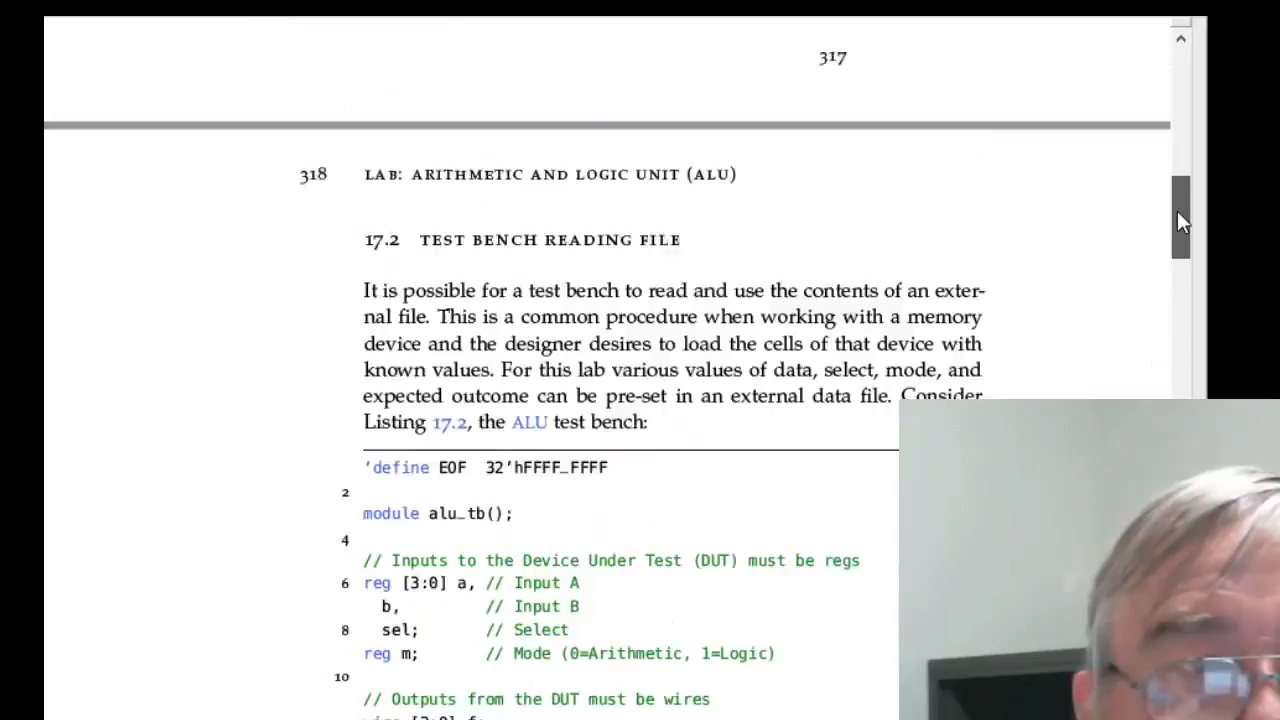 317
318 LAB: ARITHMETIC AND LOGIC UNIT (ALU)
17.2 TEST BENCH READING FILE
It is possible for a test bench to read and use the contents of an exter-
nal file. This is a common procedure when working with a memory
device and the designer desires to load the cells of that device with
known values. For this lab various values of data, select, mode, and
expected outcome can be pre-set in an external data file. Consider
Listing 17.2, the ALU test bench:
‘define EOF 32'hFFFF_FFFF
2
module alu_tb();
4
// Inputs to the Device Under Test (DUT) must be regs
6 reg [3:0] a, // Input A
b, // Input B
8 sel; // Select
reg m; // Mode (0=Arithmetic, 1=Logic)
10
// Outputs from the DUT must be wires